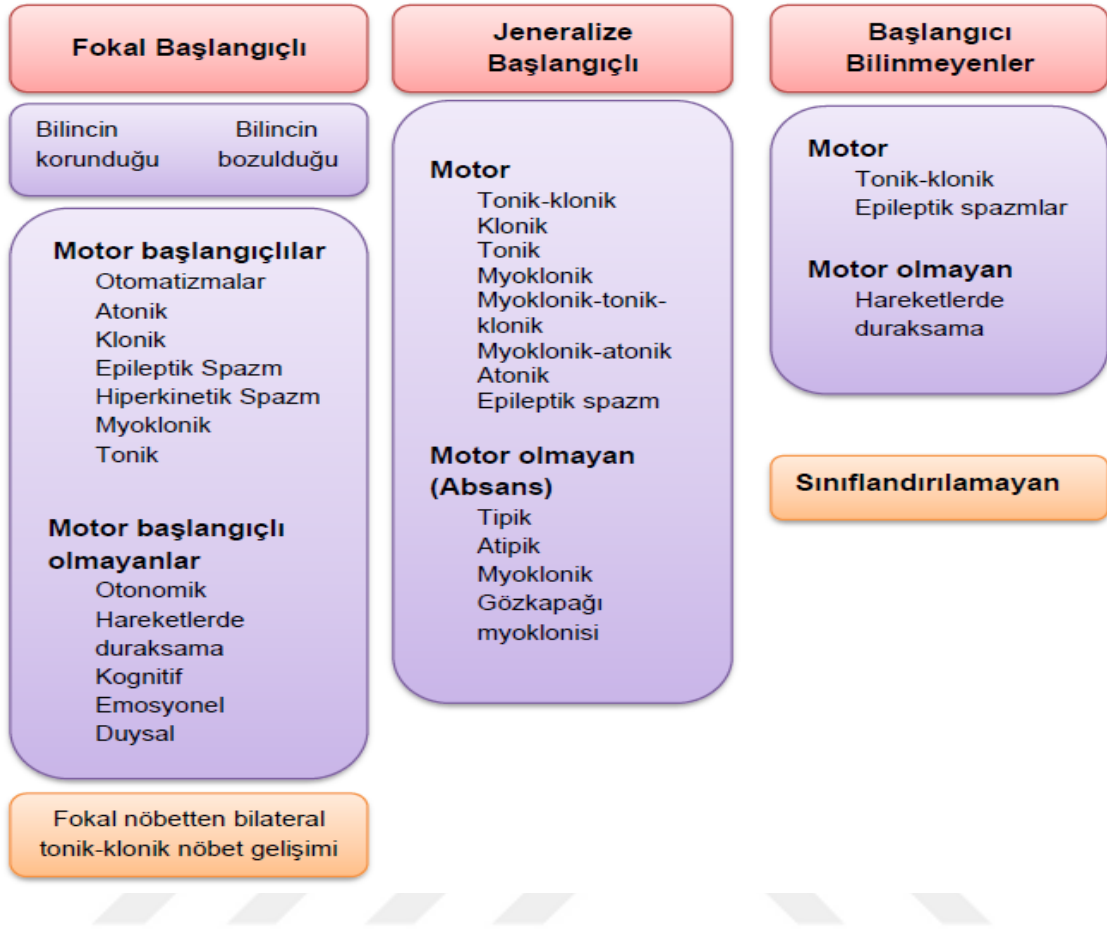 Fokal Başlangıçlı
Bilincin Bilincin
korunduğu bozulduğu
Motor başlangıçlılar
Otomatizmalar
Atonik
Klonik
Epileptik Spazm
Hiperkinetik Spazm
Myoklonik
Tonik
Motor başlangıçlı
olmayanlar
Otonomik
Hareketlerde
duraksama
Kognitif
Emosyonel
Duysal
Fokal nöbetten bilateral
tonik-klonik nöbet gelişimi
Jeneralize
Başlangıçlı
Motor
Tonik-klonik
Klonik
Tonik
Myoklonik
Myoklonik-tonik-
klonik
Myoklonik-atonik
Atonik
Epileptik spazm
Motor olmayan
(Absans)
Tipik
Atipik
Myoklonik
Gözkapağı
myoklonisi
Başlangıcı
Bilinmeyenler
Motor
Tonik-klonik
Epileptik spazmlar
Motor olmayan
Hareketlerde
duraksama
Sınıflandırılamayan